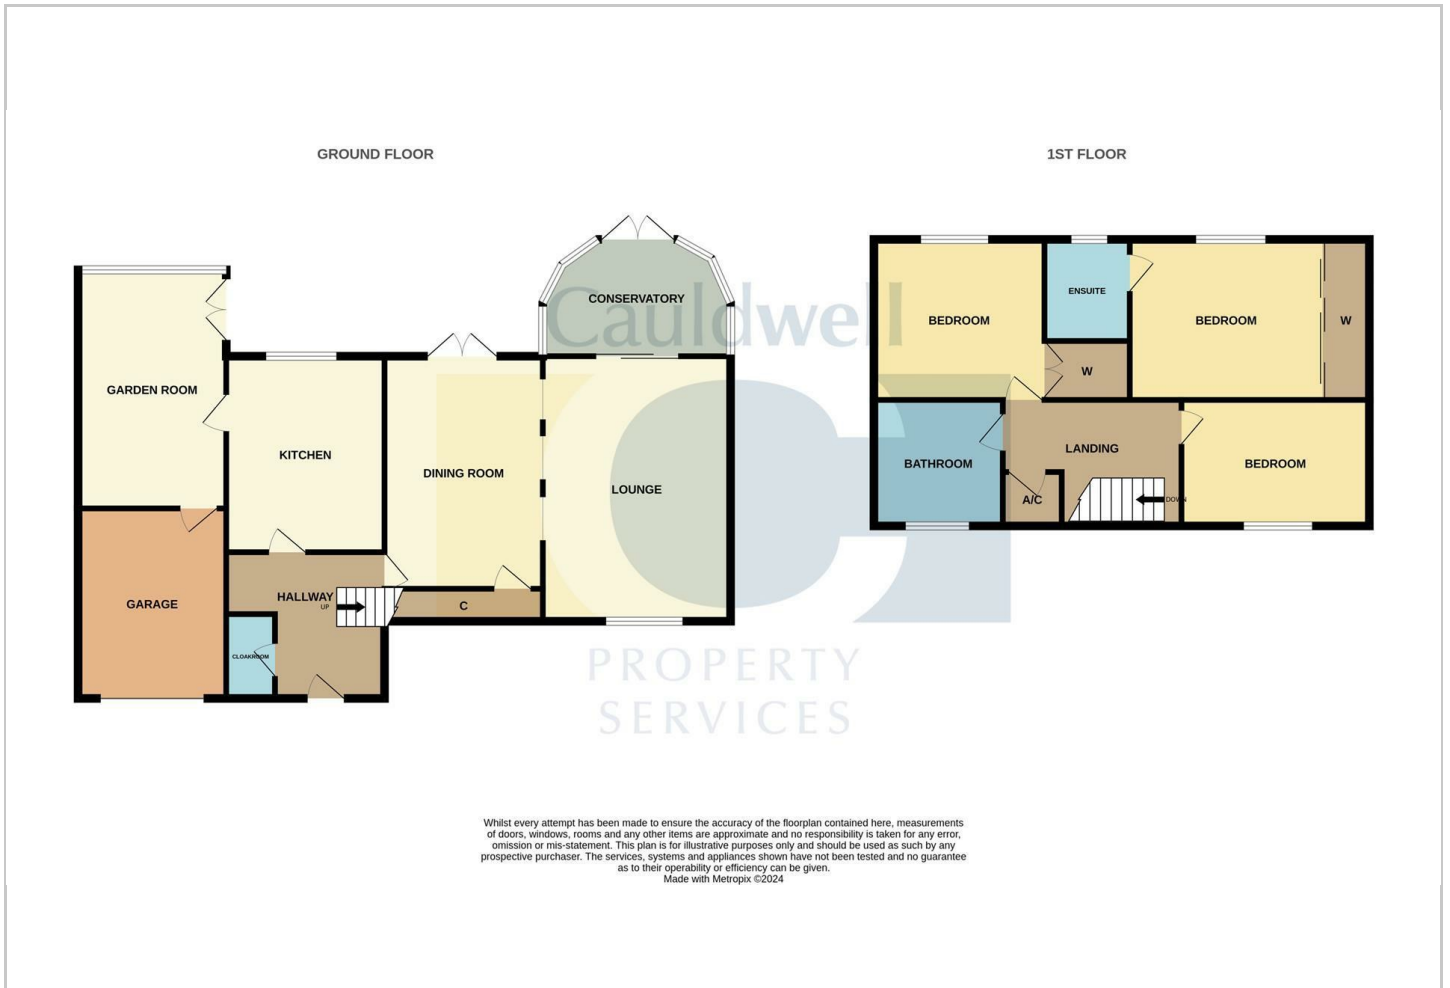 GROUND FLOOR
1ST FLOOR
CONSERVATORY
Cauldwell
GARDEN ROOM
KITCHEN
DINING ROOM
LOUNGE
GARAGE
HALLWAY
UP
C
CLOAKROOM
BEDROOM
ENSUITE
BEDROOM
W
W
BATHROOM
LANDING
BEDROOM
A/C
DOWN
PROPERTY
SERVICES
Whilst every attempt has been made to ensure the accuracy of the floorplan contained here, measurements
of doors, windows, rooms and any other items are approximate and no responsibility is taken for any error,
omission or mis-statement. This plan is for illustrative purposes only and should be used as such by any
prospective purchaser. The services, systems and appliances shown have not been tested and no guarantee
as to their operability or efficiency can be given.
Made with Metropix ©2024